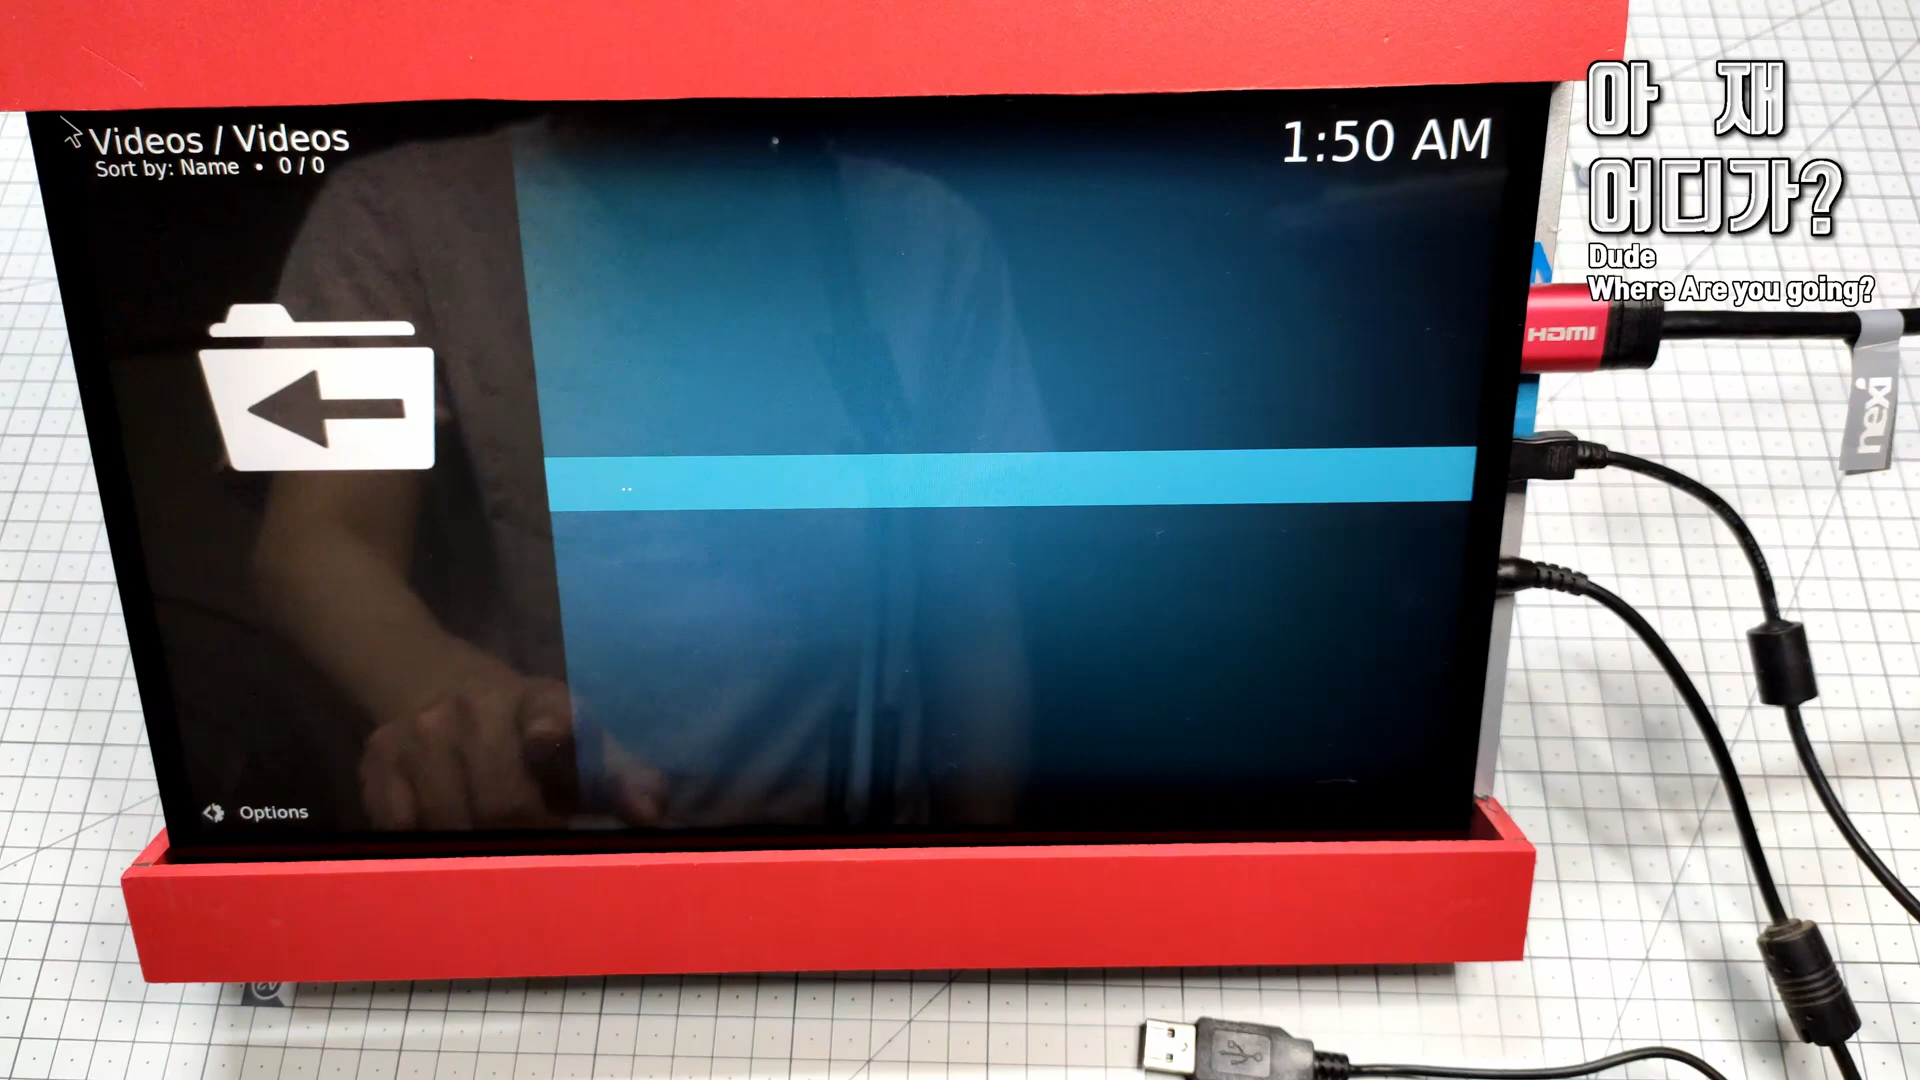 Videos / Videos
Sort by: Name • 0 / 0
1:50 AM
..
Options
아 재
어디가?
Dude
Where Are you going?
HDMI
nexi